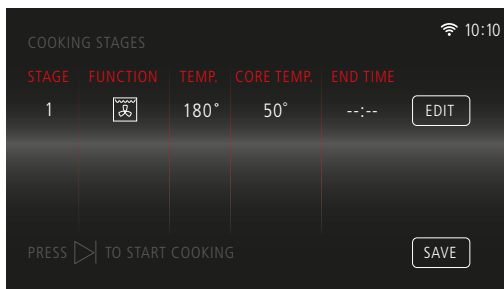 10:10
COOKING STAGES
STAGE FUNCTION TEMP. CORE TEMP. END TIME
1 180° 50° --:-- EDIT
PRESS TO START COOKING SAVE